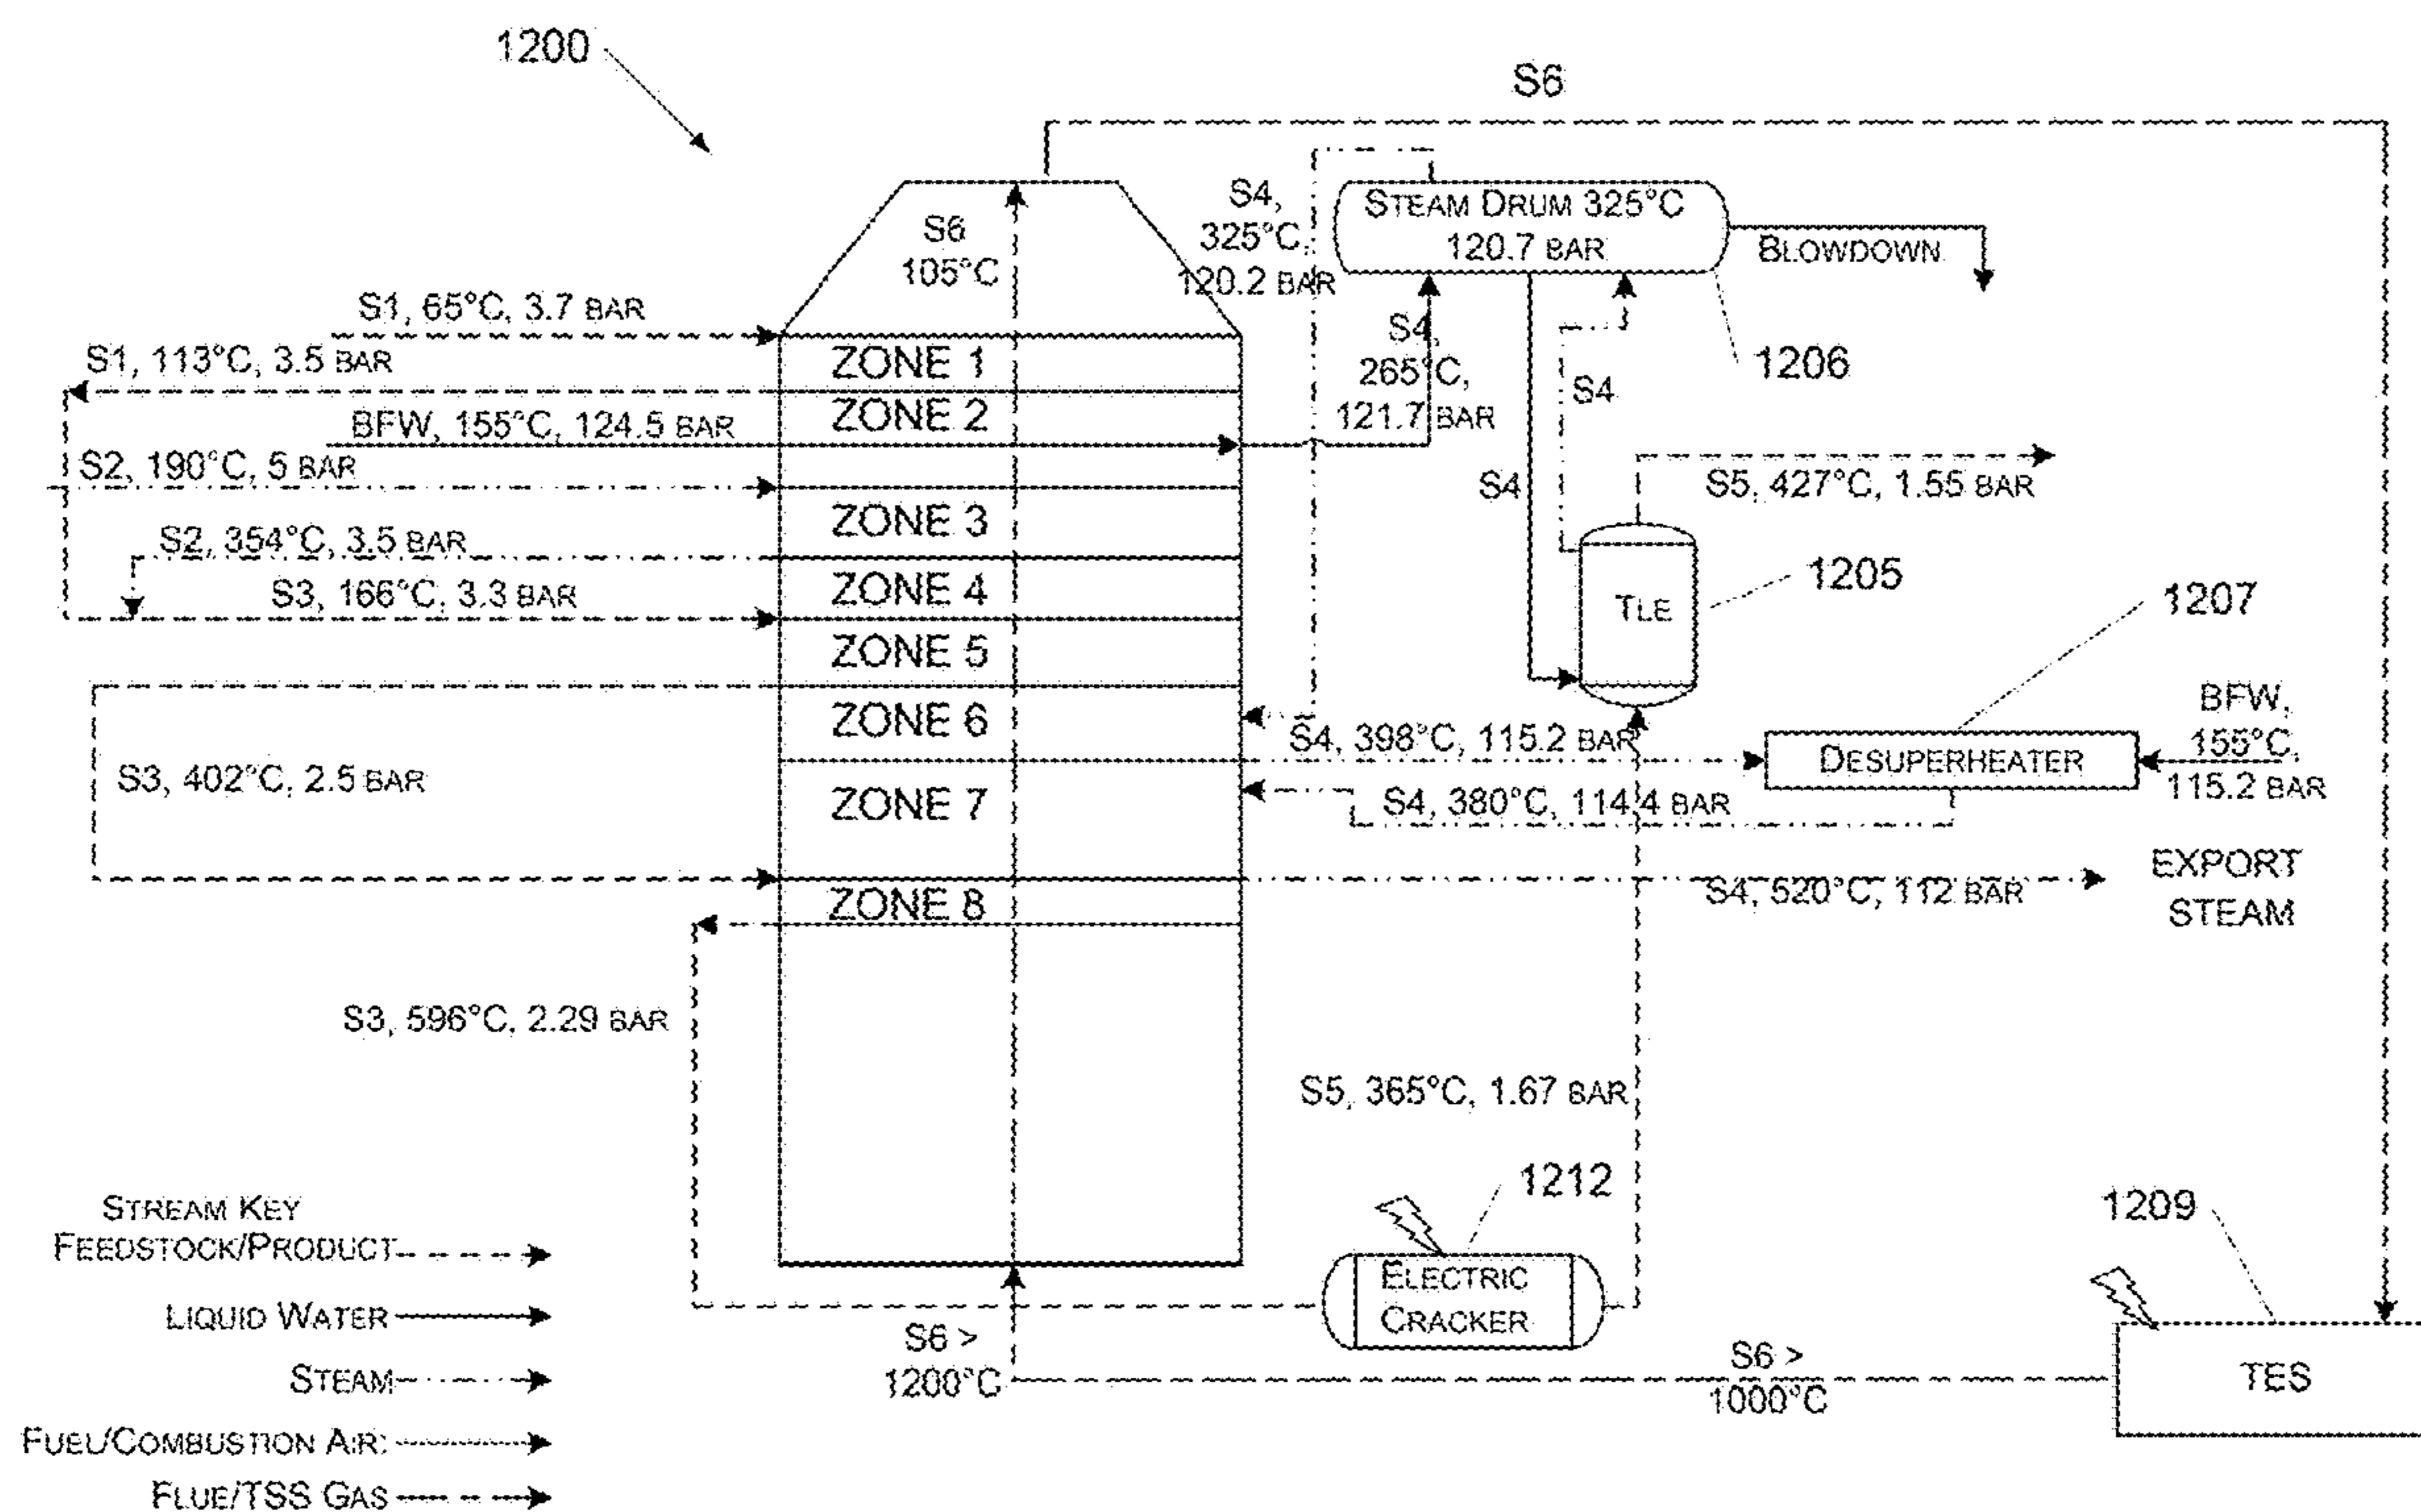 1200
S6
S6
105°C
S4,
325°C,
120.2 BAR
STEAM DRUM 325°C
120.7 BAR
BLOWDOWN
1206
S1, 65°C, 3.7 BAR
S1, 113°C, 3.5 BAR
ZONE 1
ZONE 2
BFW, 155°C, 124.5 BAR
S4,
265°C,
121.7 BAR
S4
S2, 190°C, 5 BAR
S4
S5, 427°C, 1.55 BAR
ZONE 3
S2, 354°C, 3.5 BAR
ZONE 4
S3, 166°C, 3.3 BAR
TLE
1205
1207
ZONE 5
ZONE 6
S4, 398°C, 115.2 BAR
DESUPERHEATER
BFW,
155°C,
115.2 BAR
S3, 402°C, 2.5 BAR
ZONE 7
S4, 380°C, 114.4 BAR
EXPORT
STEAM
ZONE 8
S4, 520°C, 112 BAR
S3, 596°C, 2.29 BAR
S5, 365°C, 1.67 BAR
1212
ELECTRIC
CRACKER
1209
S6 >
1200°C
S6 >
1000°C
TES
STREAM KEY
FEEDSTOCK/PRODUCT
LIQUID WATER
STEAM
FUEL/COMBUSTION AIR
FLUE/TSS GAS